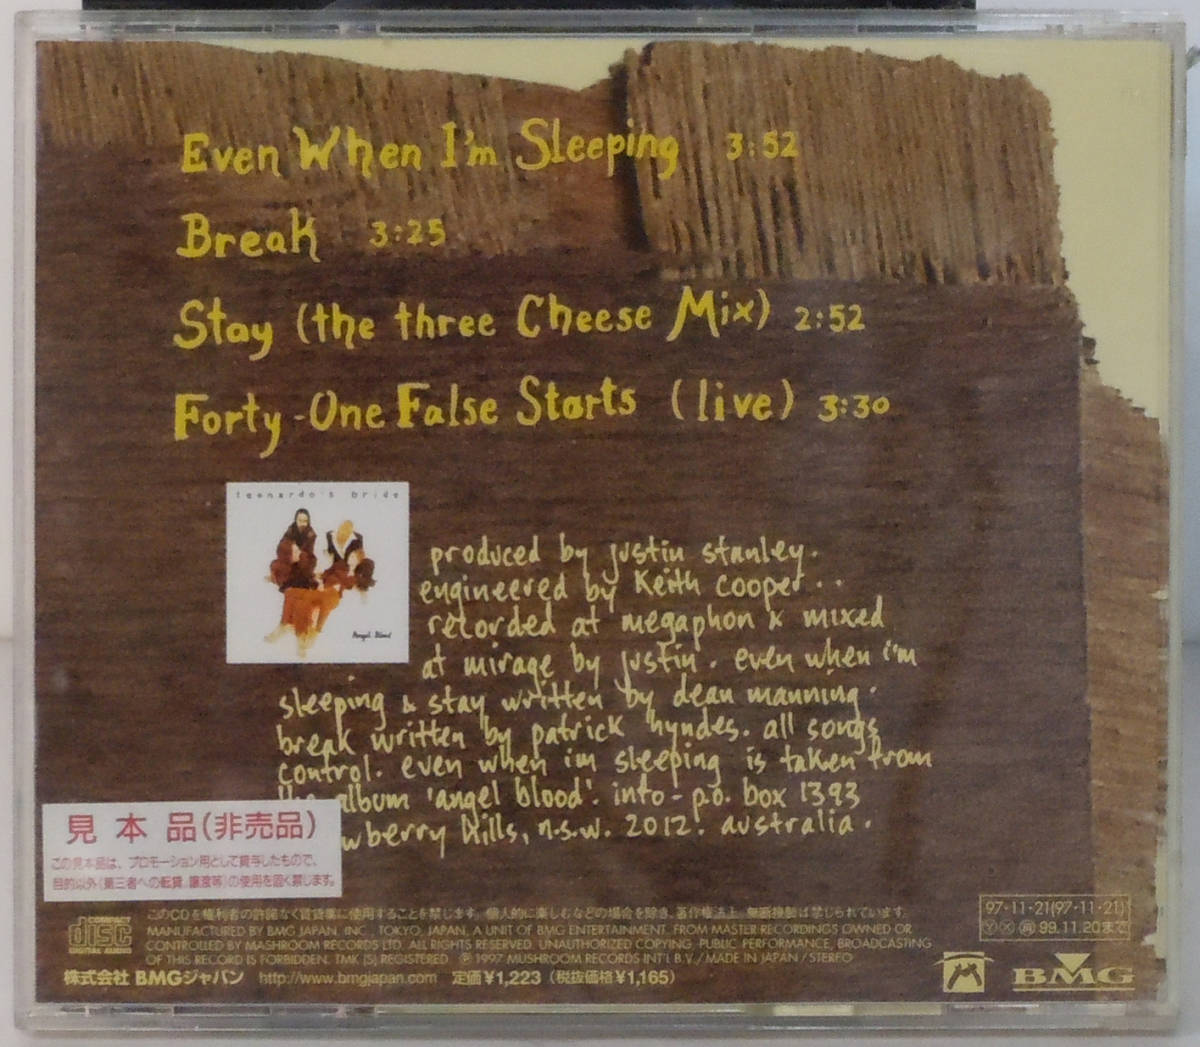 Even When I'm Sleeping 3:52
Break 3:25
Stay (the three Cheese Mix) 2:52
Forty-One False Starts (live) 3:30
leonardo's bride
Angel Blood
produced by justin stanley.
engineered by Keith cooper..
recorded at megaphon & mixed
at mirage by justin. even when i'm
sleeping & stay written by dean manning.
break written by patrick hyndes. all songs
control. even when i'm sleeping is taken from
the album 'angel blood'. info - p.o. box 1393
wberry hills, n.s.w. 2012. australia.
見本品(非売品)
この見本品は、プロモーション用として貸与したもので、
目的以外(第三者への転貸、譲渡等)の使用を固く禁じます。
COMPACT
disc
DIGITAL AUDIO
このCDを権利者の許諾なく賃貸業に使用することを禁じます。個人的に楽しむなどの場合を除き、著作権法上、無断複製は禁じられています。
MANUFACTURED BY BMG JAPAN, INC., TOKYO, JAPAN, A UNIT OF BMG ENTERTAINMENT, FROM MASTER RECORDINGS OWNED OR
CONTROLLED BY MASHROOM RECORDS LTD. ALL RIGHTS RESERVED. UNAUTHORIZED COPYING, PUBLIC PERFORMANCE, BROADCASTING
OF THIS RECORD IS FORBIDDEN. TMK (S) REGISTERED ℗ 1997 MUSHROOM RECORDS INT'L B.V./MADE IN JAPAN/STEREO
株式会社 BMGジャパン http://www.bmgjapan.com 定価¥1,223 (税抜価格¥1,165)
97・11・21(97・11・21)
Ⓨ Ⓧ ㊮ 99.11.20まで
BMG